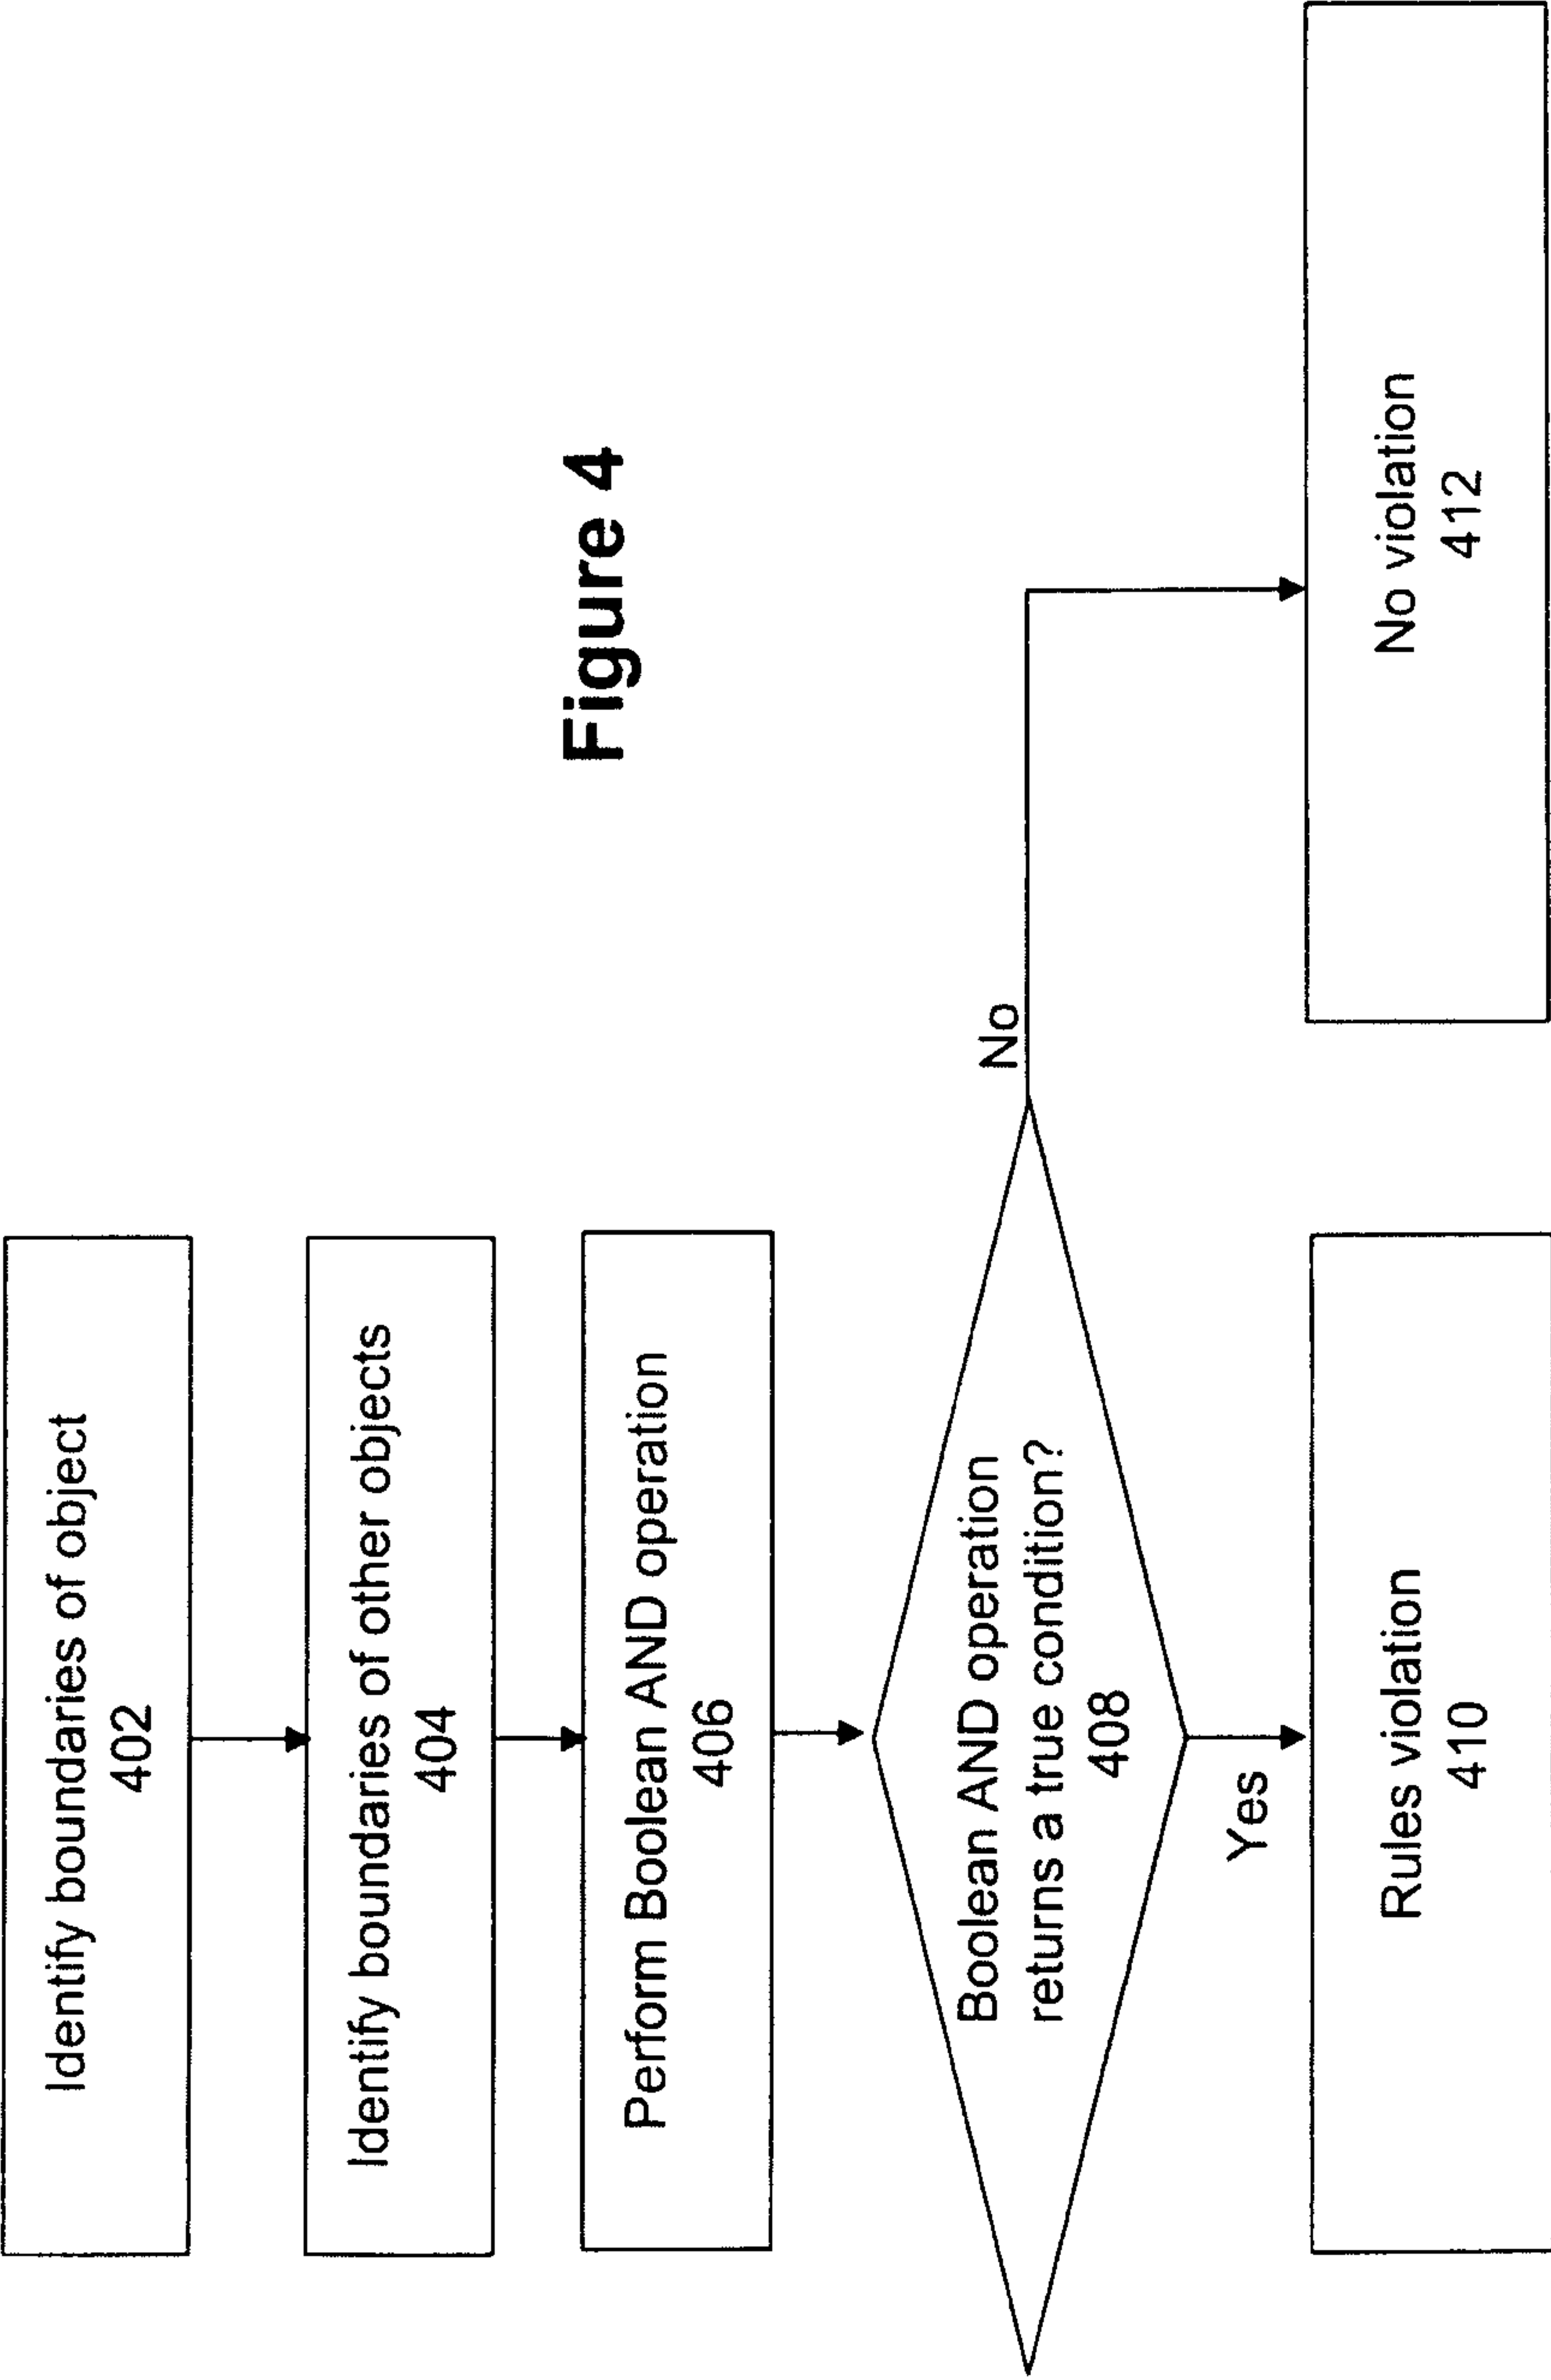 Identify boundaries of object
402
Identify boundaries of other objects
404
Perform Boolean AND operation
406
Figure 4
Boolean AND operation
returns a true condition?
408
No
Yes
Rules violation
410
No violation
412